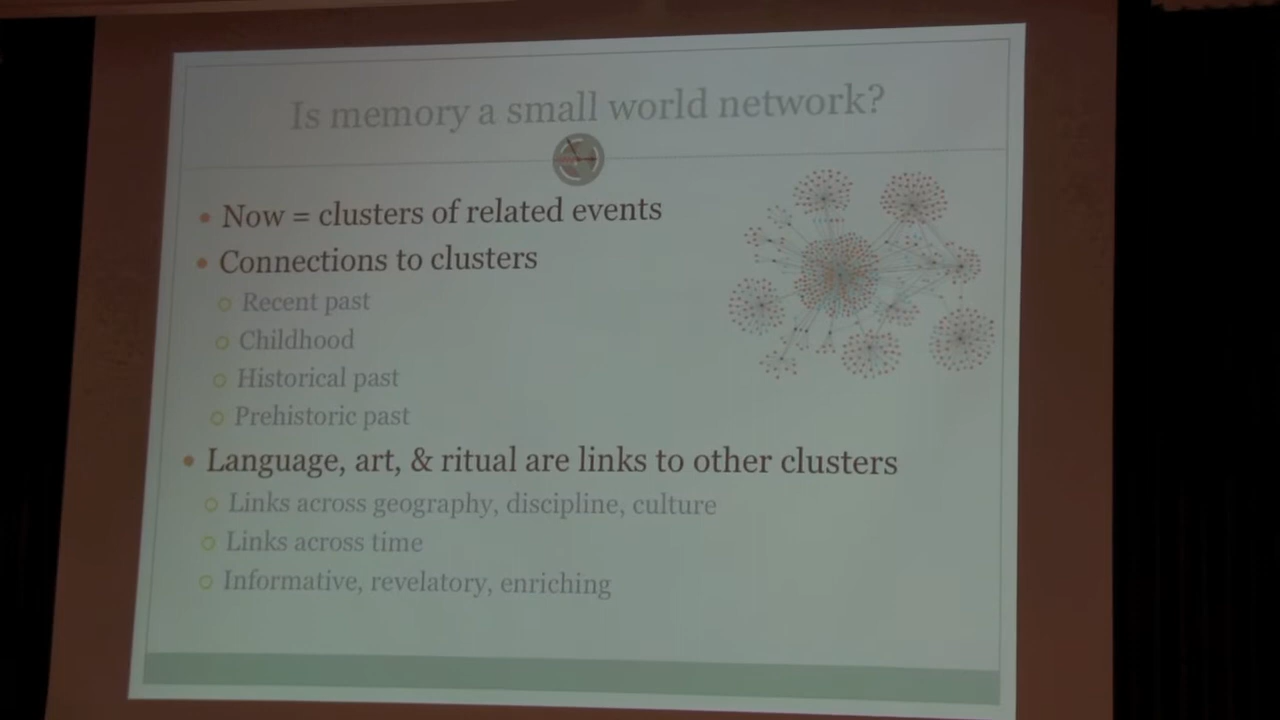 Is memory a small world network?
Now = clusters of related events
Connections to clusters
Recent past
Childhood
Historical past
Prehistoric past
Language, art, & ritual are links to other clusters
Links across geography, discipline, culture
Links across time
Informative, revelatory, enriching